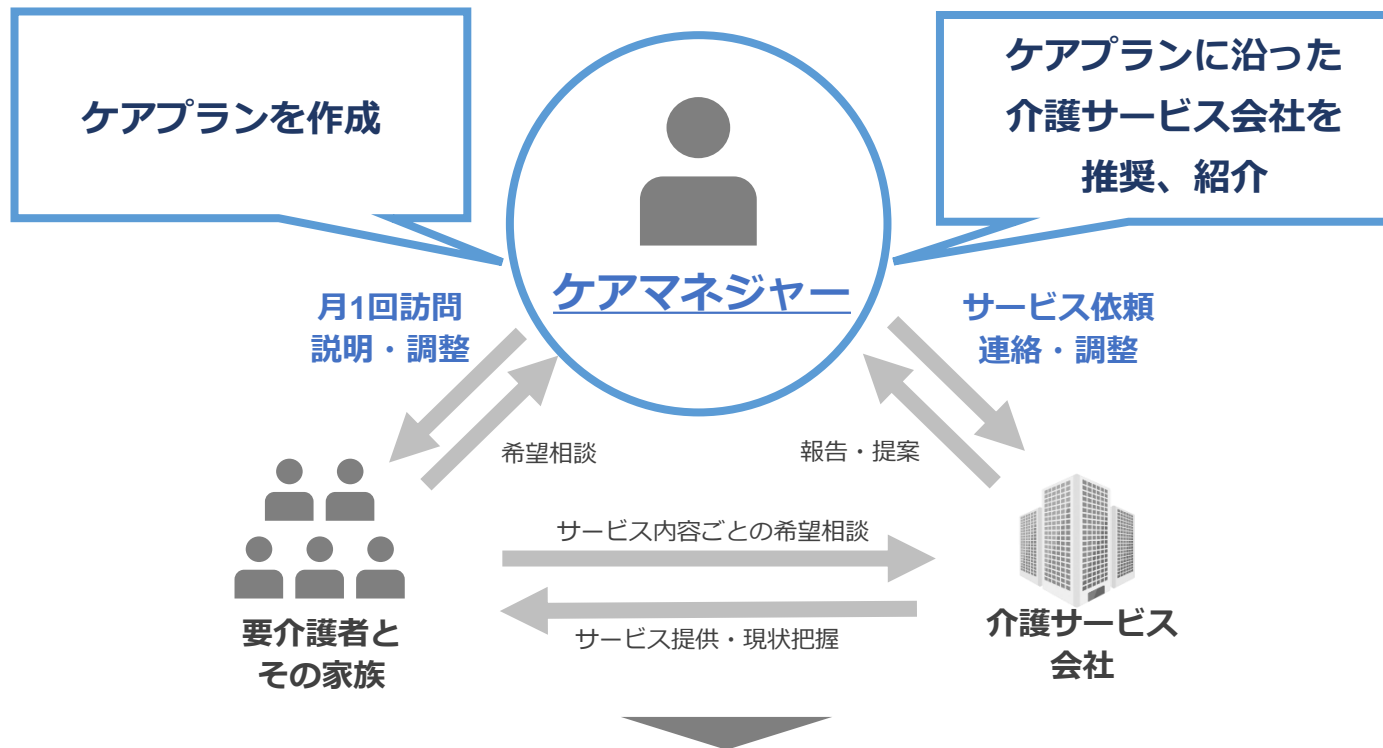 ケアプランを作成
ケアプランに沿った
介護サービス会社を
推奨、紹介
ケアマネジャー
月1回訪問
説明・調整
サービス依頼
連絡・調整
希望相談
報告・提案
サービス内容ごとの希望相談
サービス提供・現状把握
要介護者と
その家族
介護サービス
会社